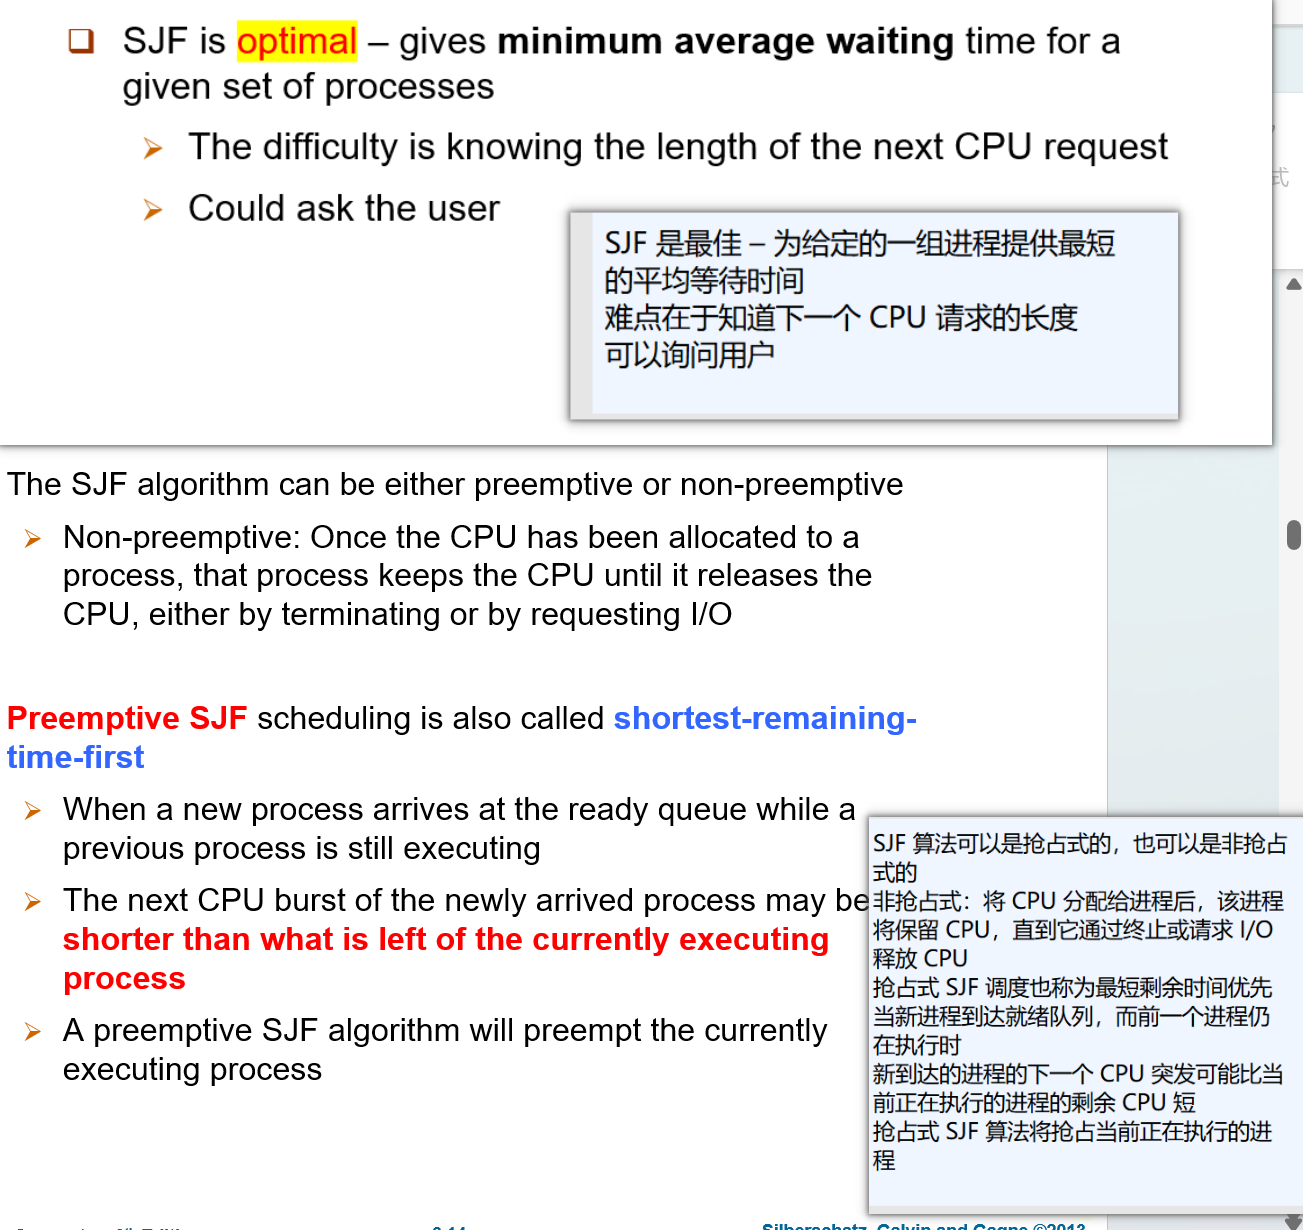 SJF is optimal – gives minimum average waiting time for a
given set of processes
The difficulty is knowing the length of the next CPU request
Could ask the user
SJF 是最佳 – 为给定的一组进程提供最短
的平均等待时间
难点在于知道下一个 CPU 请求的长度
可以询问用户
式
The SJF algorithm can be either preemptive or non-preemptive
Non-preemptive: Once the CPU has been allocated to a
process, that process keeps the CPU until it releases the
CPU, either by terminating or by requesting I/O
Preemptive SJF scheduling is also called shortest-remaining-
time-first
When a new process arrives at the ready queue while a
previous process is still executing
The next CPU burst of the newly arrived process may be
shorter than what is left of the currently executing
process
A preemptive SJF algorithm will preempt the currently
executing process
SJF 算法可以是抢占式的，也可以是非抢占
式的
非抢占式：将 CPU 分配给进程后，该进程
将保留 CPU，直到它通过终止或请求 I/O
释放 CPU
抢占式 SJF 调度也称为最短剩余时间优先
当新进程到达就绪队列，而前一个进程仍
在执行时
新到达的进程的下一个 CPU 突发可能比当
前正在执行的进程的剩余 CPU 短
抢占式 SJF 算法将抢占当前正在执行的进
程
Silberschatz, Galvin and Gagne ©2013